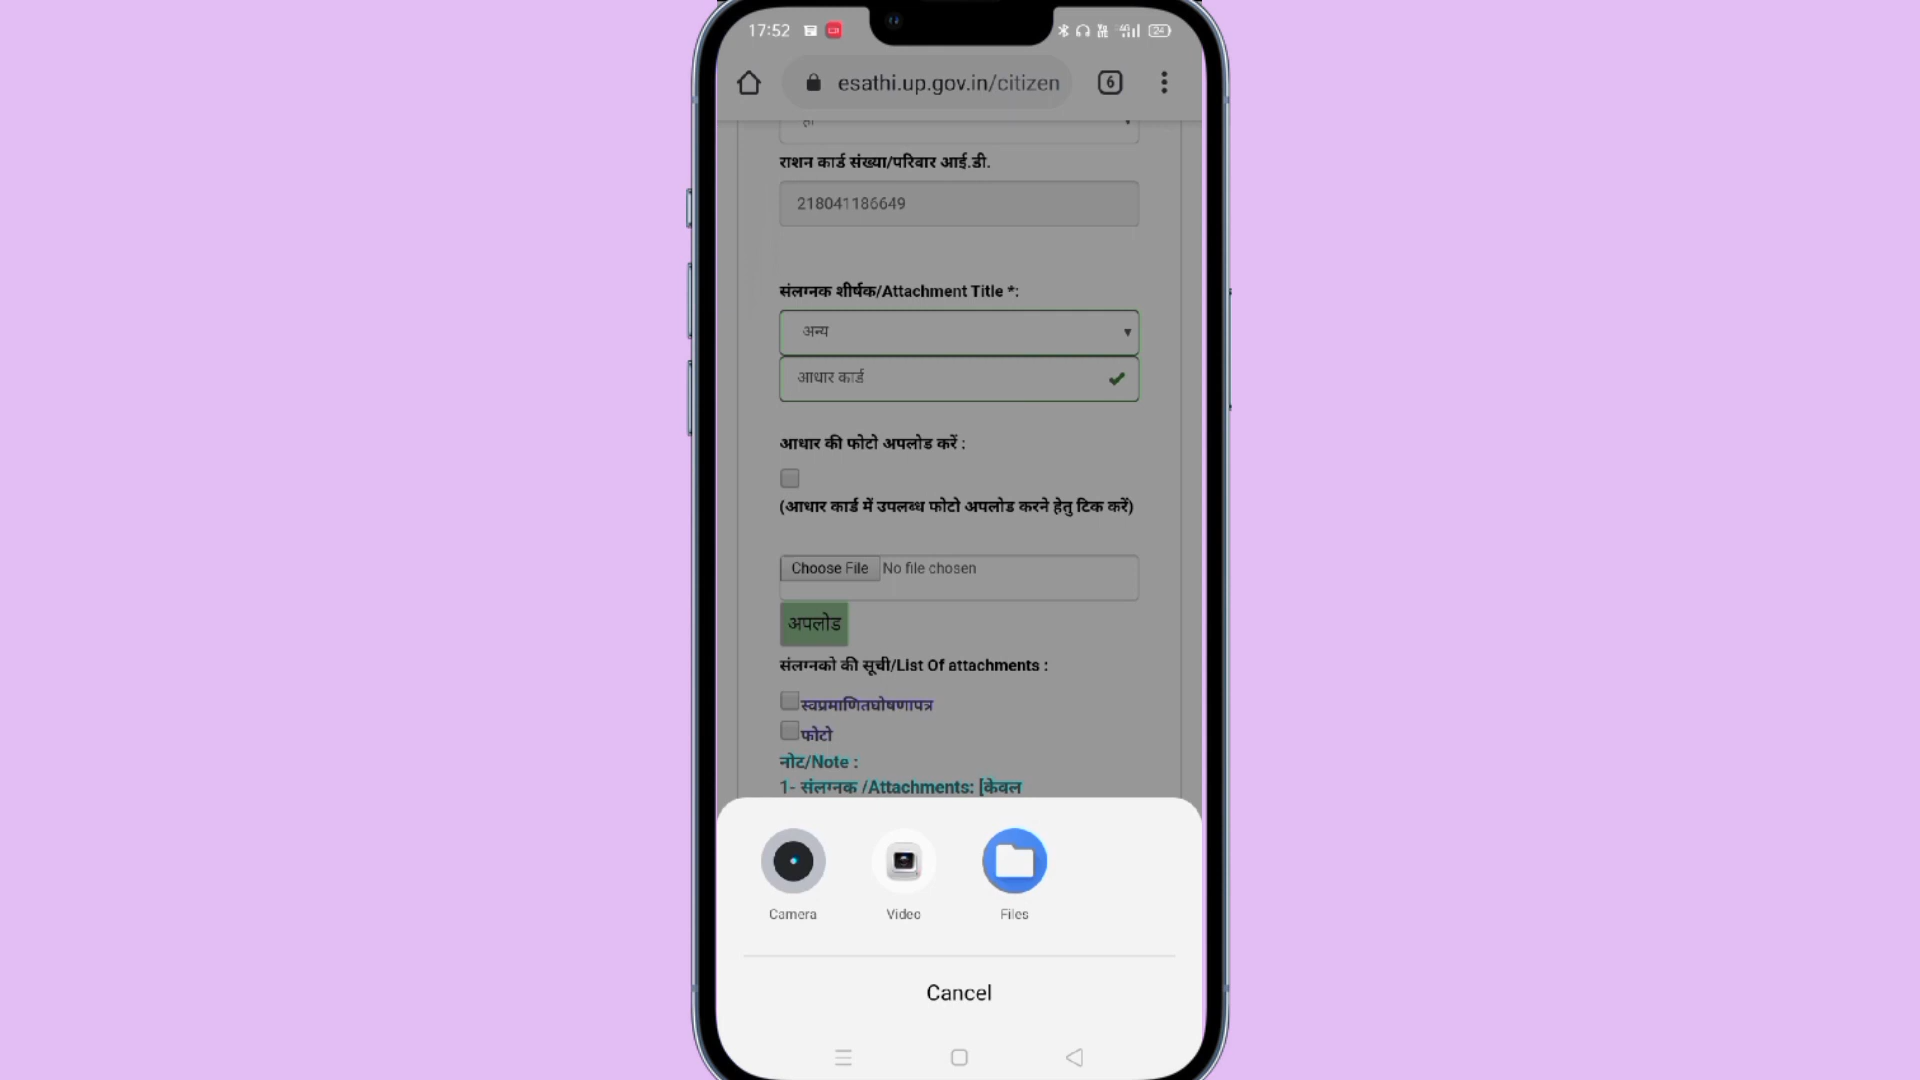 17:52
24
esathi.up.gov.in/citizen
6
राशन कार्ड संख्या/परिवार आई.डी.
218041186649
संलग्नक शीर्षक/Attachment Title *:
अन्य
आधार कार्ड
आधार की फोटो अपलोड करें :
(आधार कार्ड में उपलब्ध फोटो अपलोड करने हेतु टिक करें)
Choose File No file chosen
अपलोड
संलग्नको की सूची/List Of attachments :
स्वप्रमाणितघोषणापत्र
फोटो
नोट/Note :
1- संलग्नक /Attachments: [केवल
Camera Video Files
Cancel